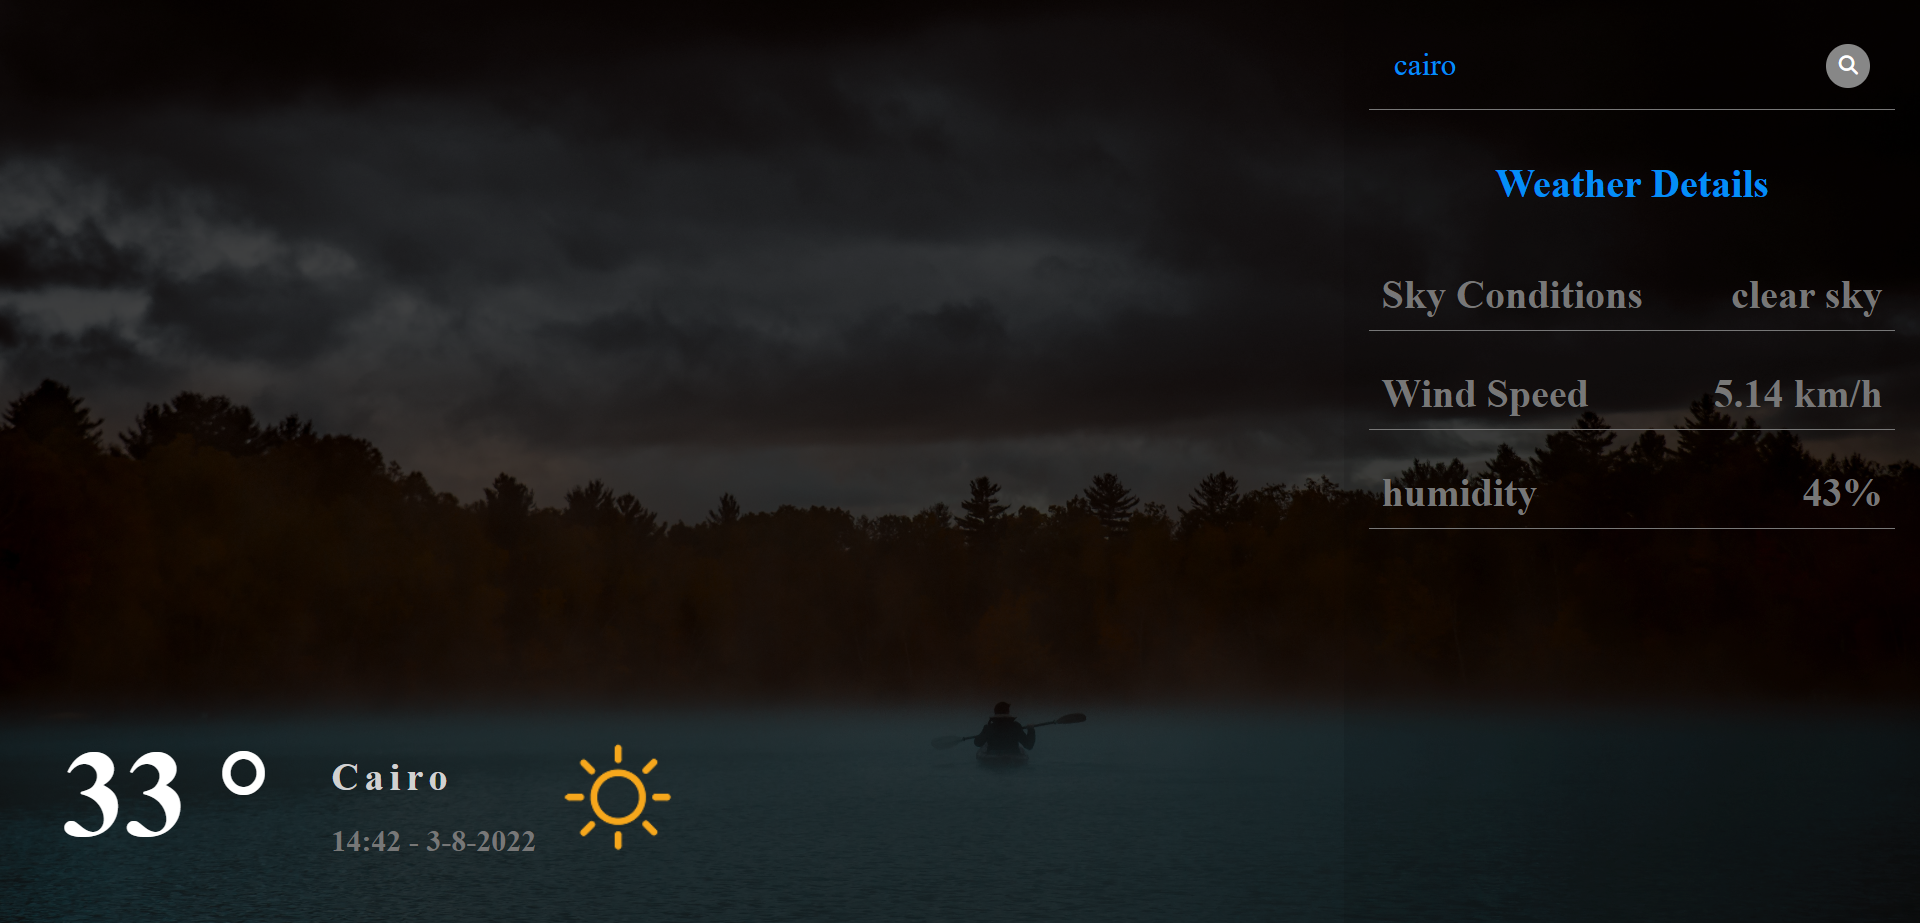 cairo
Weather Details
Sky Conditions clear sky
Wind Speed 5.14 km/h
humidity 43%
33 °
Cairo
14:42 - 3-8-2022